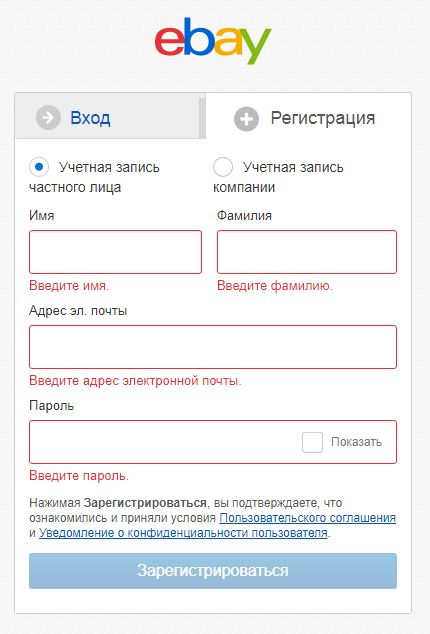 ebay
Вход
Регистрация
Учетная запись
частного лица
Учетная запись
компании
Имя
Фамилия
Введите имя.
Введите фамилию.
Адрес эл. почты
Введите адрес электронной почты.
Пароль
Показать
Введите пароль.
Нажимая Зарегистрироваться, вы подтверждаете, что
ознакомились и приняли условия Пользовательского соглашения
и Уведомление о конфиденциальности пользователя.
Зарегистрироваться